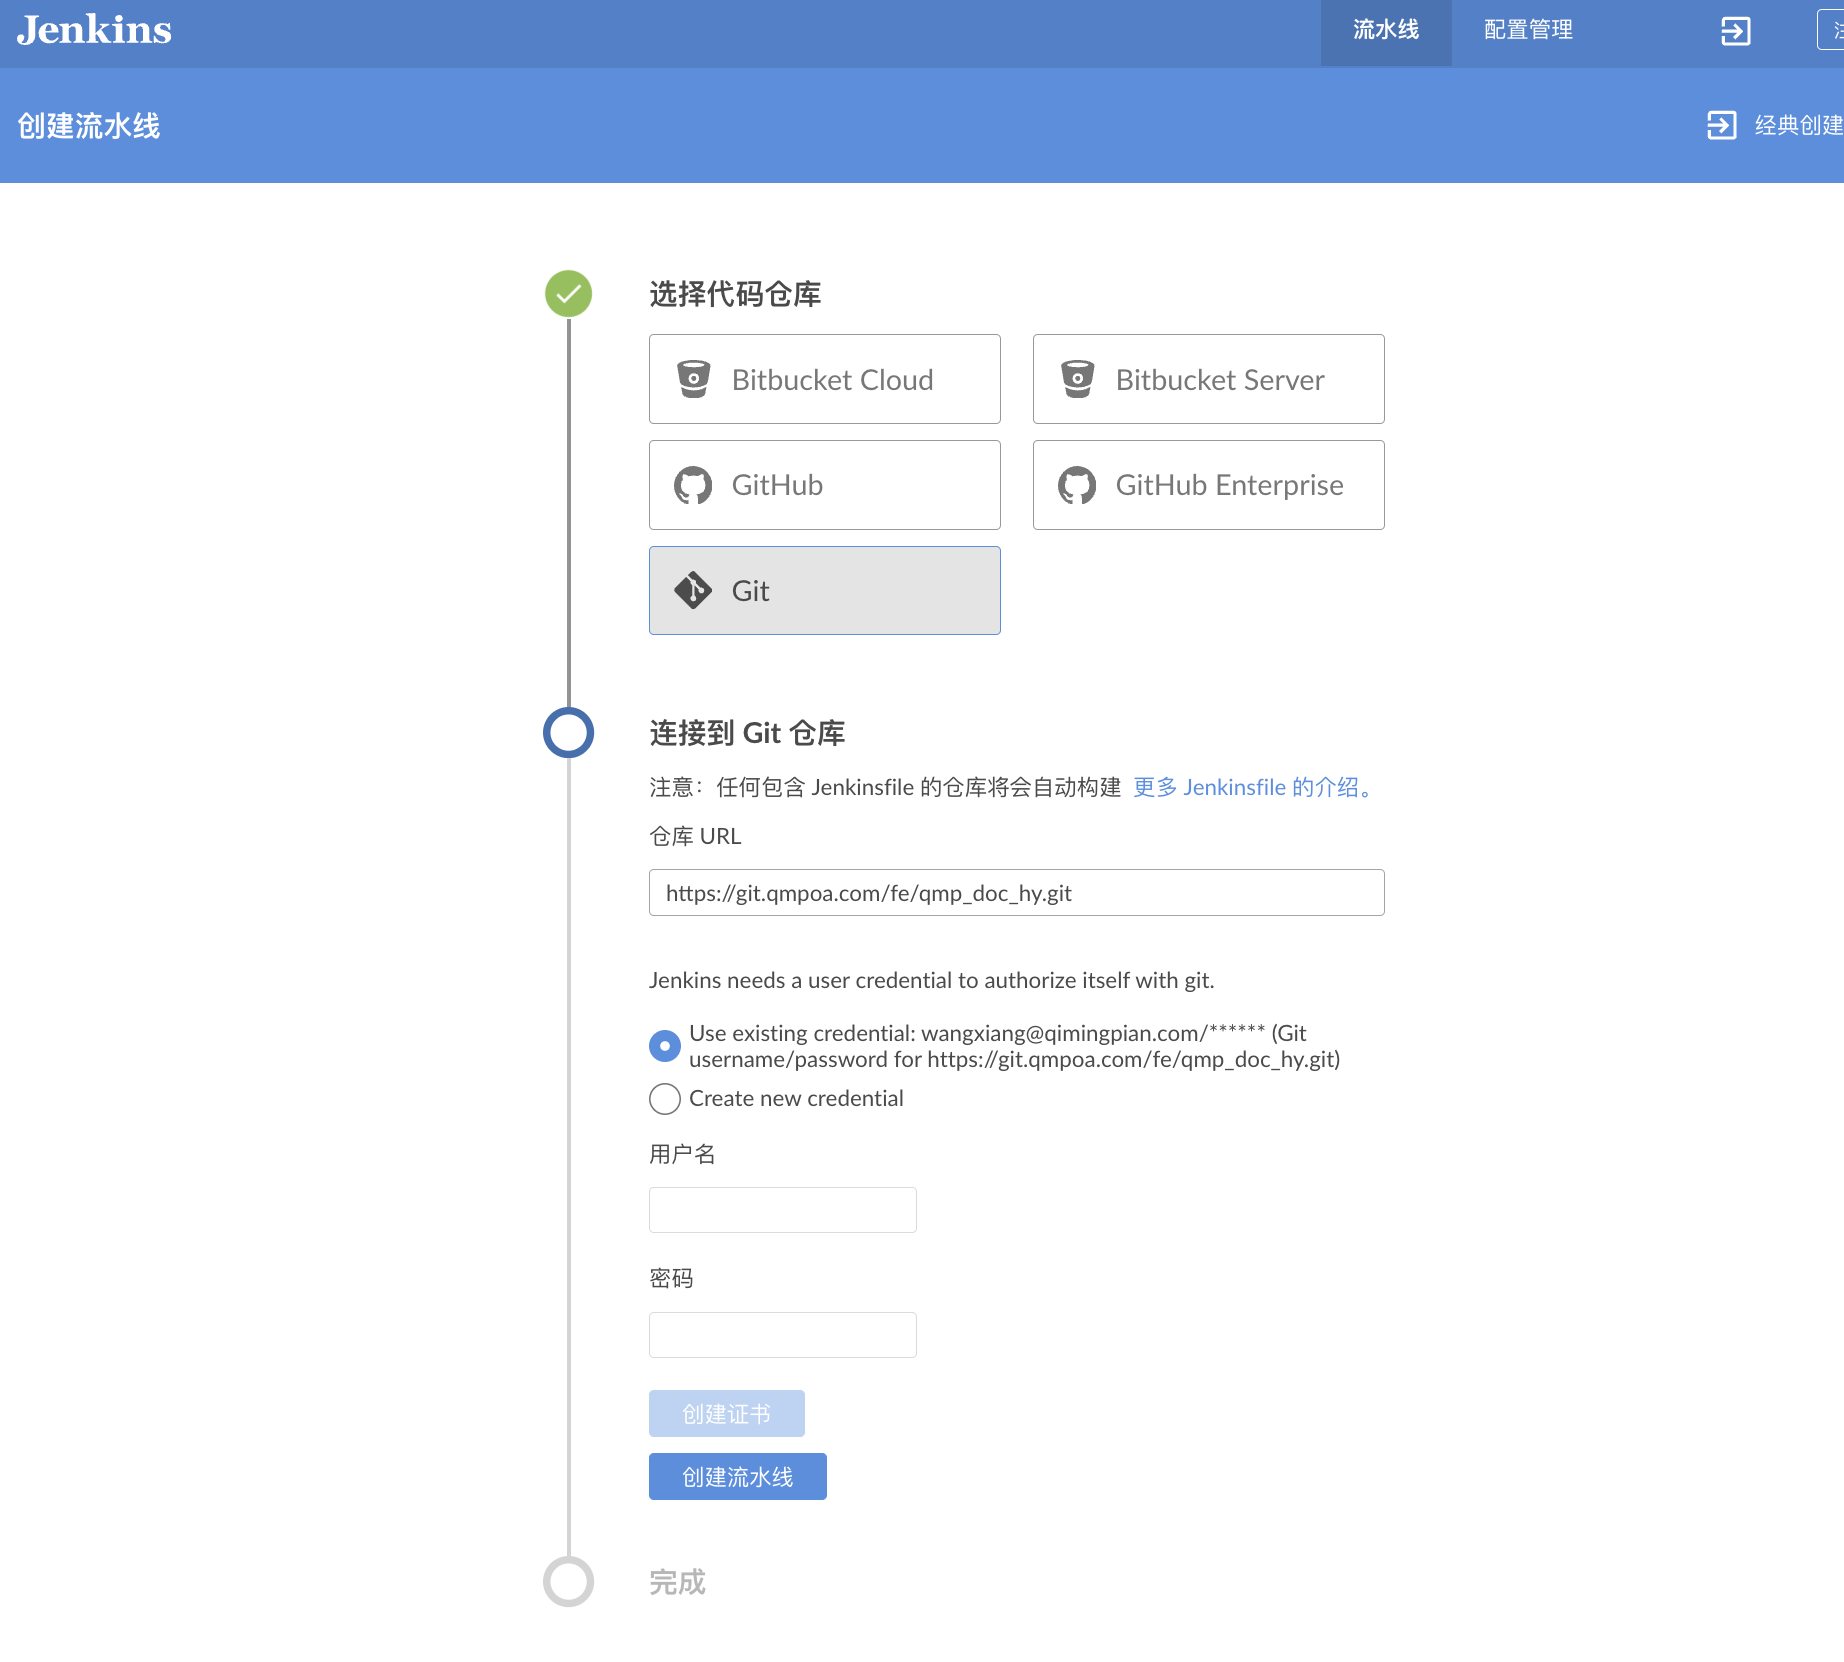 Jenkins
流水线
配置管理
创建流水线
经典创建
选择代码仓库
Bitbucket Cloud
Bitbucket Server
GitHub
GitHub Enterprise
Git
连接到 Git 仓库
注意：任何包含 Jenkinsfile 的仓库将会自动构建 更多 Jenkinsfile 的介绍。
仓库 URL
https://git.qmpoa.com/fe/qmp_doc_hy.git
Jenkins needs a user credential to authorize itself with git.
Use existing credential: wangxiang@qimingpian.com/****** (Git
username/password for https://git.qmpoa.com/fe/qmp_doc_hy.git)
Create new credential
用户名
密码
创建证书
创建流水线
完成